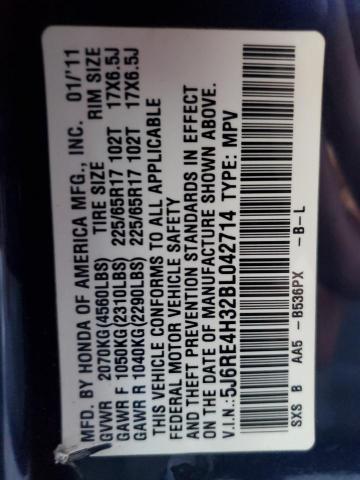 MFD. BY HONDA OF AMERICA MFG., INC. 01/'11
GVWR 2070KG(4560LBS) TIRE SIZE RIM SIZE
GAWR F 1050KG(2310LBS) 225/65R17 102T 17X6.5J
GAWR R 1040KG(2290LBS) 225/65R17 102T 17X6.5J
THIS VEHICLE CONFORMS TO ALL APPLICABLE
FEDERAL MOTOR VEHICLE SAFETY
AND THEFT PREVENTION STANDARDS IN EFFECT
ON THE DATE OF MANUFACTURE SHOWN ABOVE.
V.I.N.:5J6RE4H32BL042714 TYPE: MPV
SXS B AA5 -B536PX -B-L